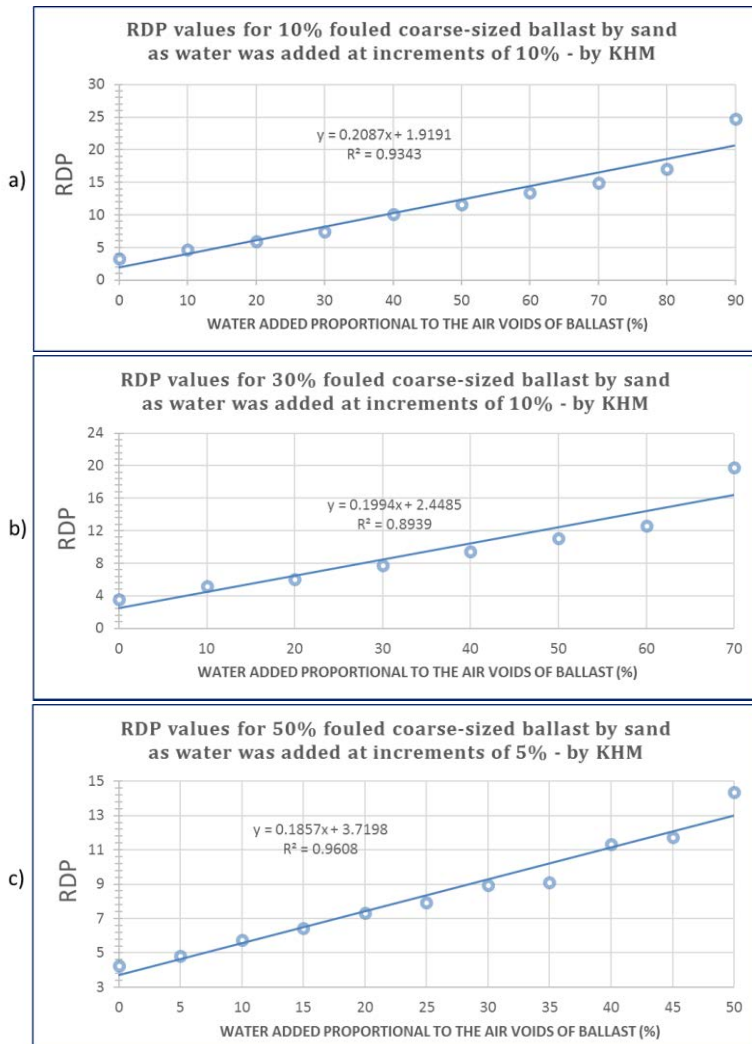 a)
RDP values for 10% fouled coarse-sized ballast by sand
as water was added at increments of 10% - by KHM
RDP
30
25
20
15
10
5
0
y = 0.2087x + 1.9191
R² = 0.9343
0 10 20 30 40 50 60 70 80 90
WATER ADDED PROPORTIONAL TO THE AIR VOIDS OF BALLAST (%)
b)
RDP values for 30% fouled coarse-sized ballast by sand
as water was added at increments of 10% - by KHM
RDP
24
20
16
12
8
4
0
y = 0.1994x + 2.4485
R² = 0.8939
0 10 20 30 40 50 60 70
WATER ADDED PROPORTIONAL TO THE AIR VOIDS OF BALLAST (%)
c)
RDP values for 50% fouled coarse-sized ballast by sand
as water was added at increments of 5% - by KHM
RDP
15
13
11
9
7
5
3
y = 0.1857x + 3.7198
R² = 0.9608
0 5 10 15 20 25 30 35 40 45 50
WATER ADDED PROPORTIONAL TO THE AIR VOIDS OF BALLAST (%)